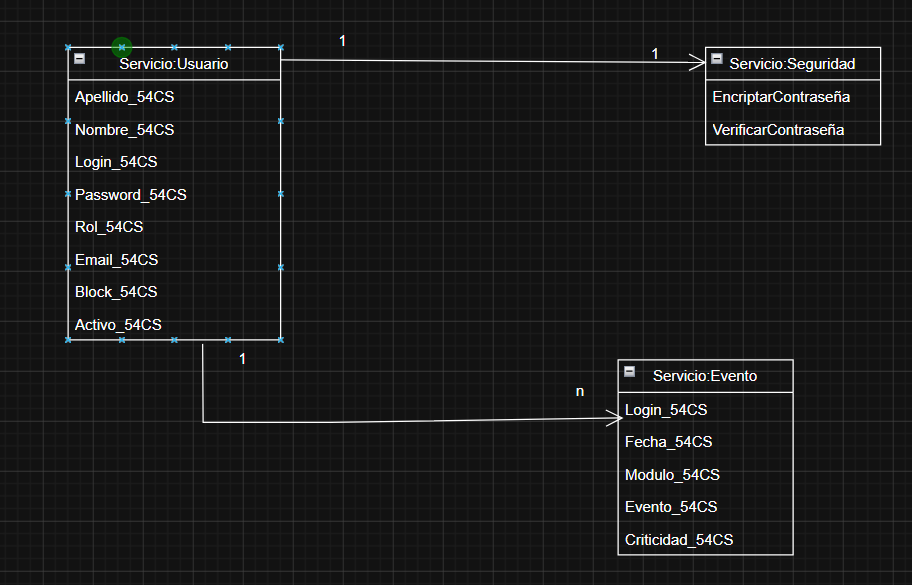 1
1
Servicio:Usuario
Apellido_54CS
Nombre_54CS
Login_54CS
Password_54CS
Rol_54CS
Email_54CS
Block_54CS
Activo_54CS
Servicio:Seguridad
EncriptarContraseña
VerificarContraseña
1
n
Servicio:Evento
Login_54CS
Fecha_54CS
Modulo_54CS
Evento_54CS
Criticidad_54CS